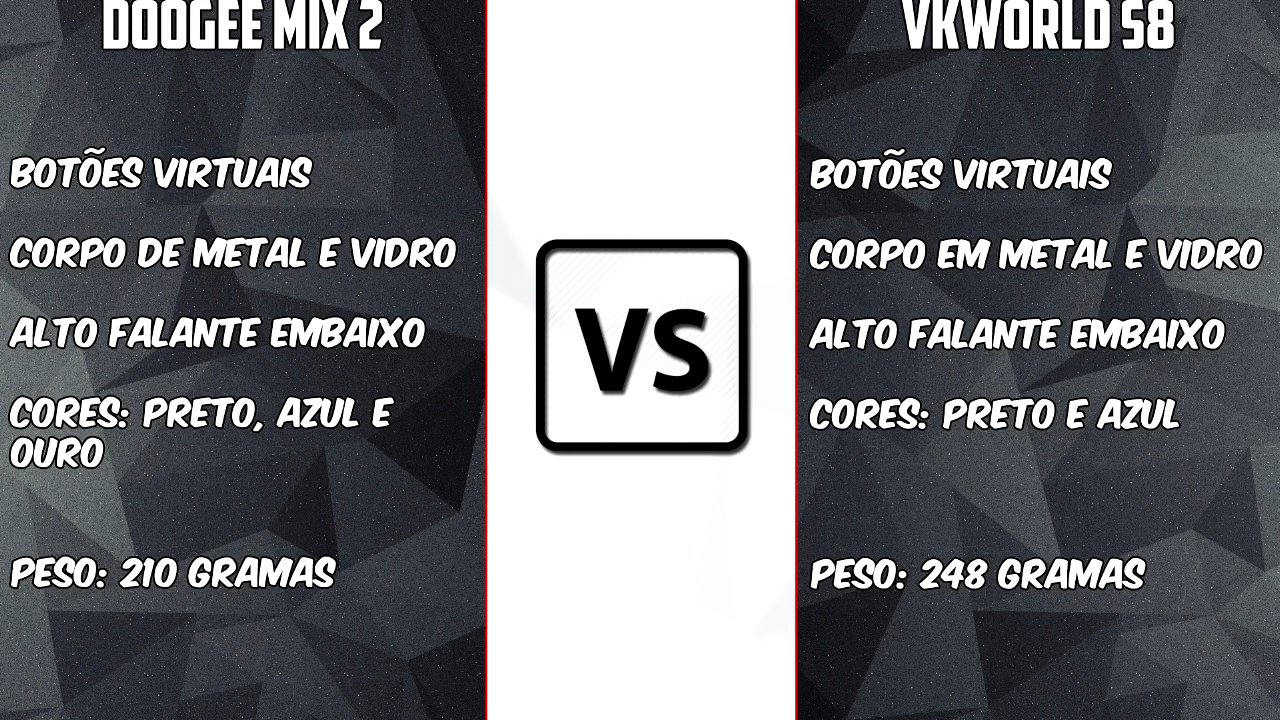 DOOGEE MIX 2
BOTÕES VIRTUAIS
CORPO DE METAL E VIDRO
ALTO FALANTE EMBAIXO
CORES: PRETO, AZUL E
OURO
PESO: 210 GRAMAS
VS
VKWORLD S8
BOTÕES VIRTUAIS
CORPO EM METAL E VIDRO
ALTO FALANTE EMBAIXO
CORES: PRETO E AZUL
PESO: 248 GRAMAS